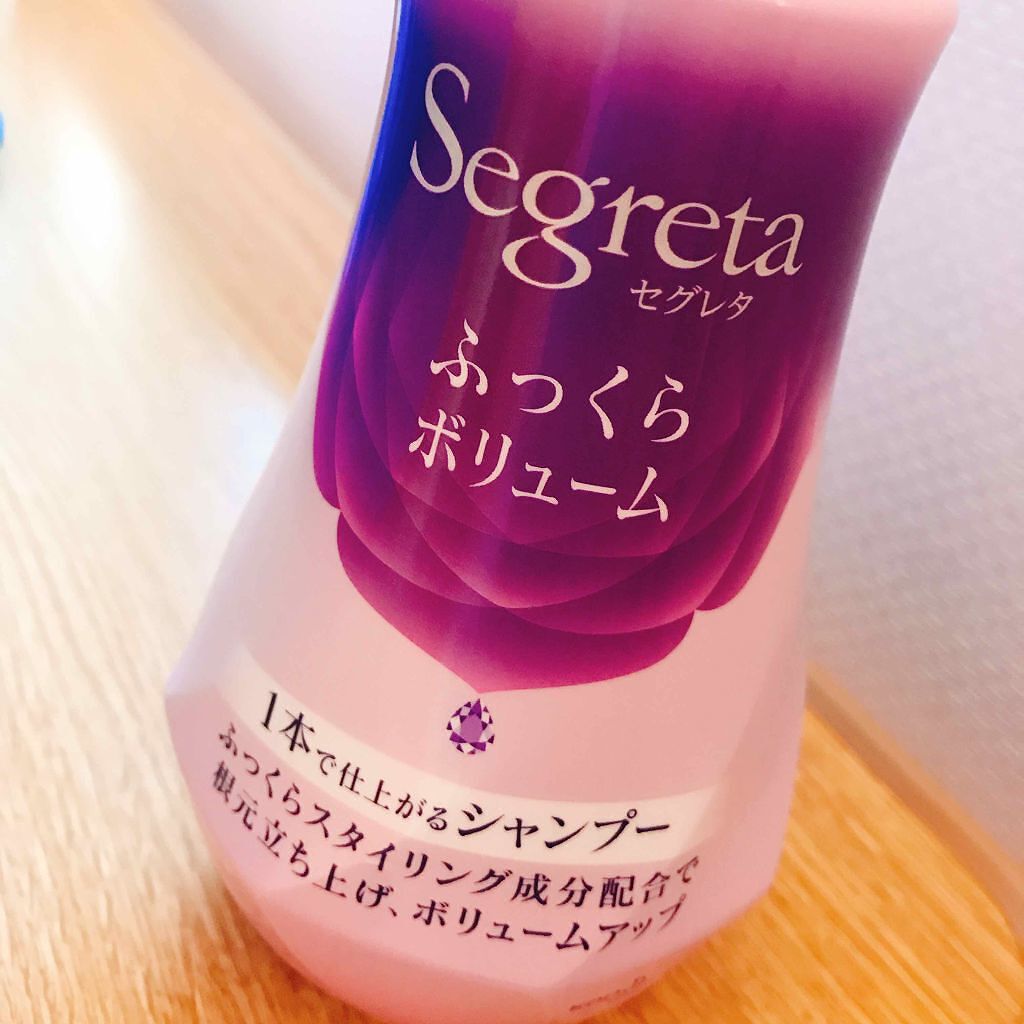 Segreta
セグレタ
ふっくら
ボリューム
1本で仕上がるシャンプー
ふっくらスタイリング成分配合で
根元立ち上げ、ボリュームアップ